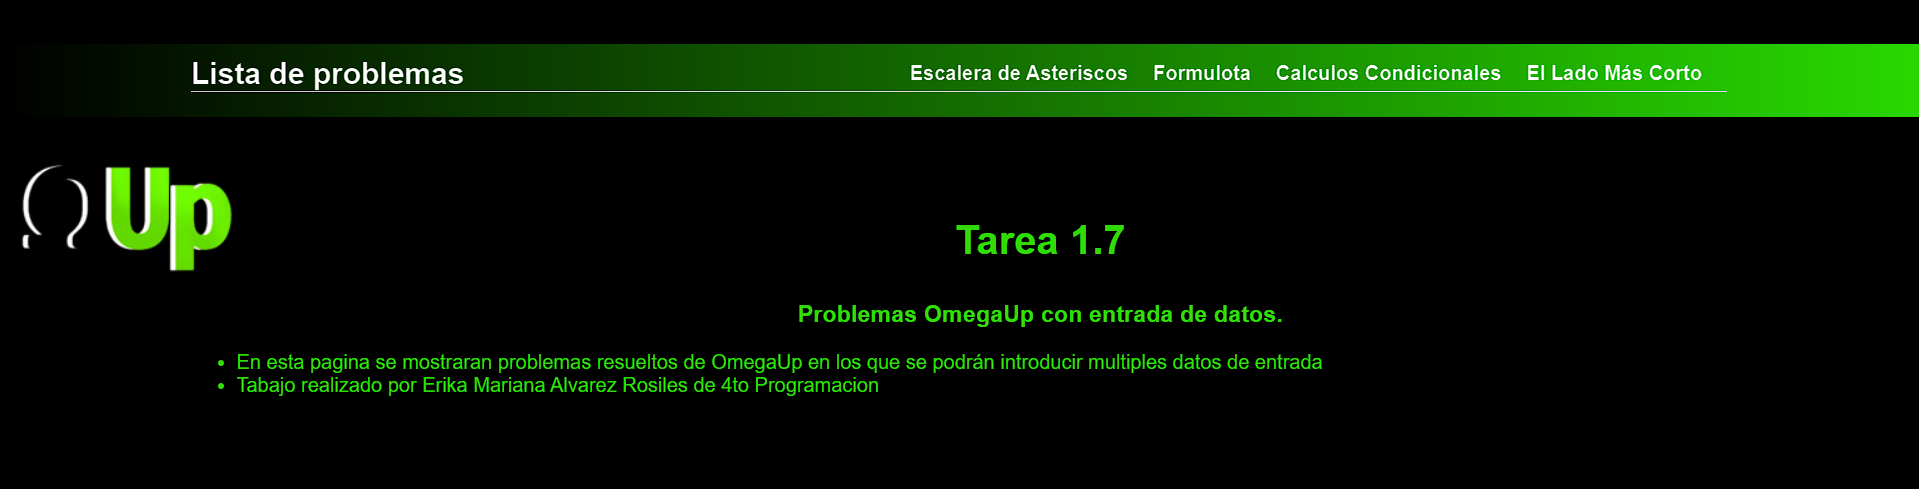 Lista de problemas
Escalera de Asteriscos Formulota Calculos Condicionales El Lado Más Corto
Ω Up
Tarea 1.7
Problemas OmegaUp con entrada de datos.
• En esta pagina se mostraran problemas resueltos de OmegaUp en los que se podrán introducir multiples datos de entrada
• Tabajo realizado por Erika Mariana Alvarez Rosiles de 4to Programacion